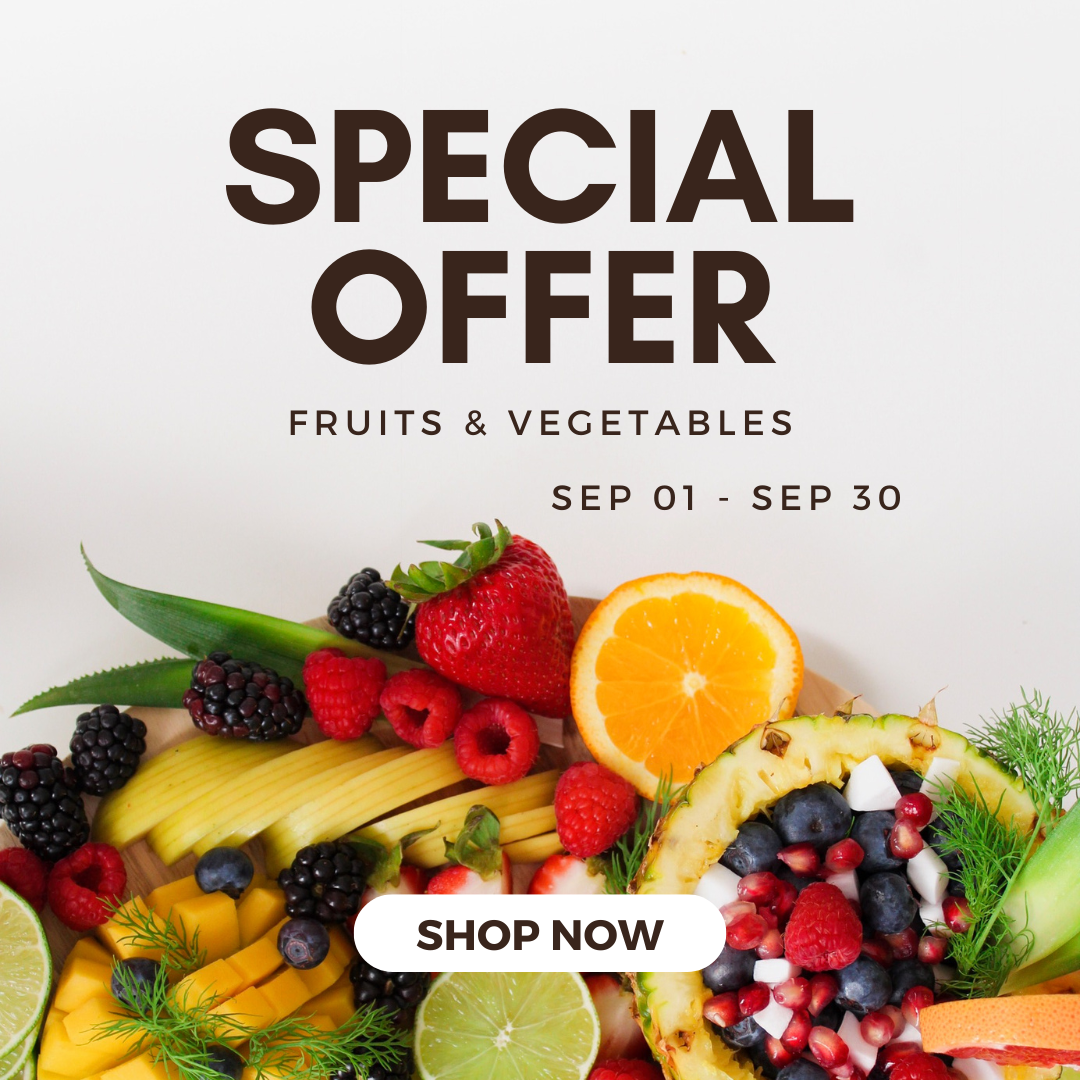 SPECIAL
OFFER
FRUITS & VEGETABLES
SEP 01 - SEP 30
SHOP NOW